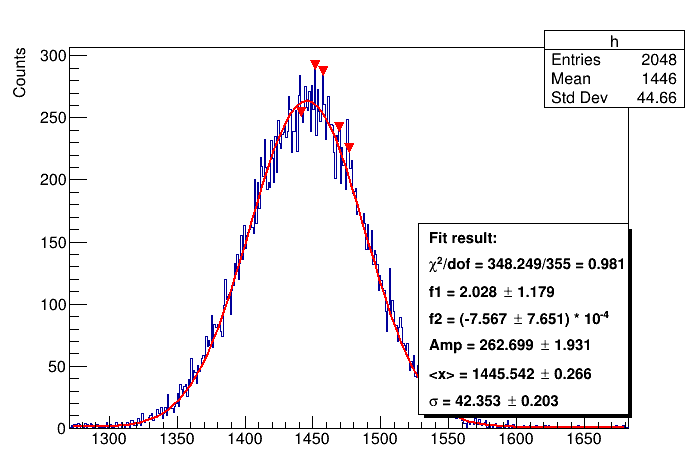 h
Entries 2048
Mean 1446
Std Dev 44.66
Counts
300
250
200
150
100
50
0
Fit result:
χ²/dof = 348.249/355 = 0.981
f1 = 2.028 ± 1.179
f2 = (-7.567 ± 7.651) * 10⁻⁴
Amp = 262.699 ± 1.931
<x> = 1445.542 ± 0.266
σ = 42.353 ± 0.203
1300 1350 1400 1450 1500 1550 1600 1650